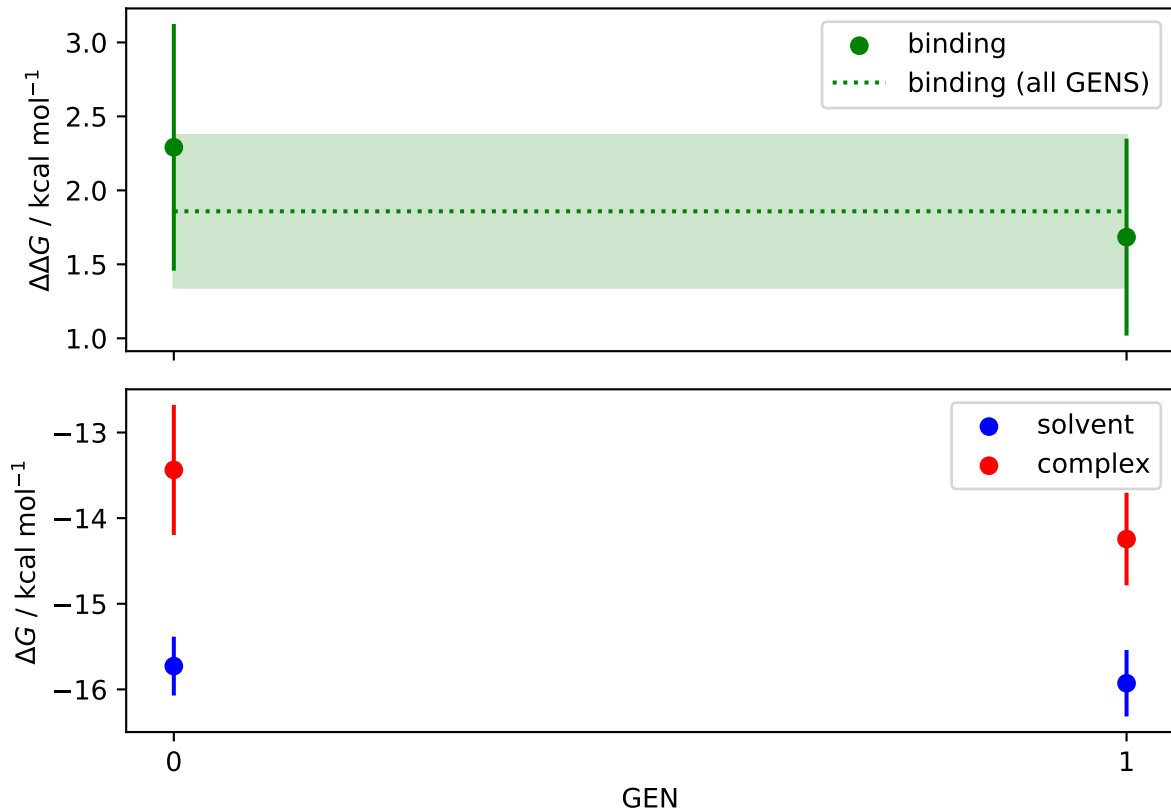 3.0
2.5
2.0
1.5
1.0
ΔΔG / kcal mol⁻¹
binding
binding (all GENS)
−13
−14
−15
−16
ΔG / kcal mol⁻¹
solvent
complex
0
1
GEN